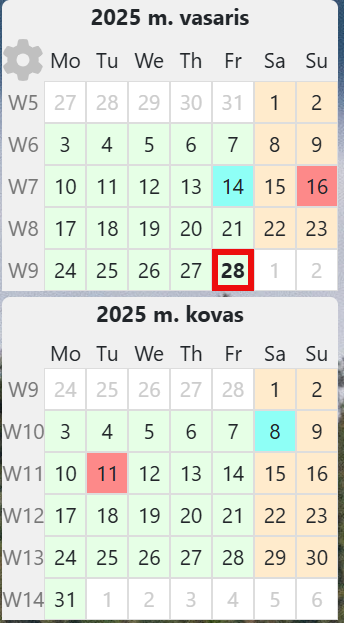 2025 m. vasaris
Mo Tu We Th Fr Sa Su
W5 27 28 29 30 31 1 2
W6 3 4 5 6 7 8 9
W7 10 11 12 13 14 15 16
W8 17 18 19 20 21 22 23
W9 24 25 26 27 28 1 2
2025 m. kovas
Mo Tu We Th Fr Sa Su
W9 24 25 26 27 28 1 2
W10 3 4 5 6 7 8 9
W11 10 11 12 13 14 15 16
W12 17 18 19 20 21 22 23
W13 24 25 26 27 28 29 30
W14 31 1 2 3 4 5 6